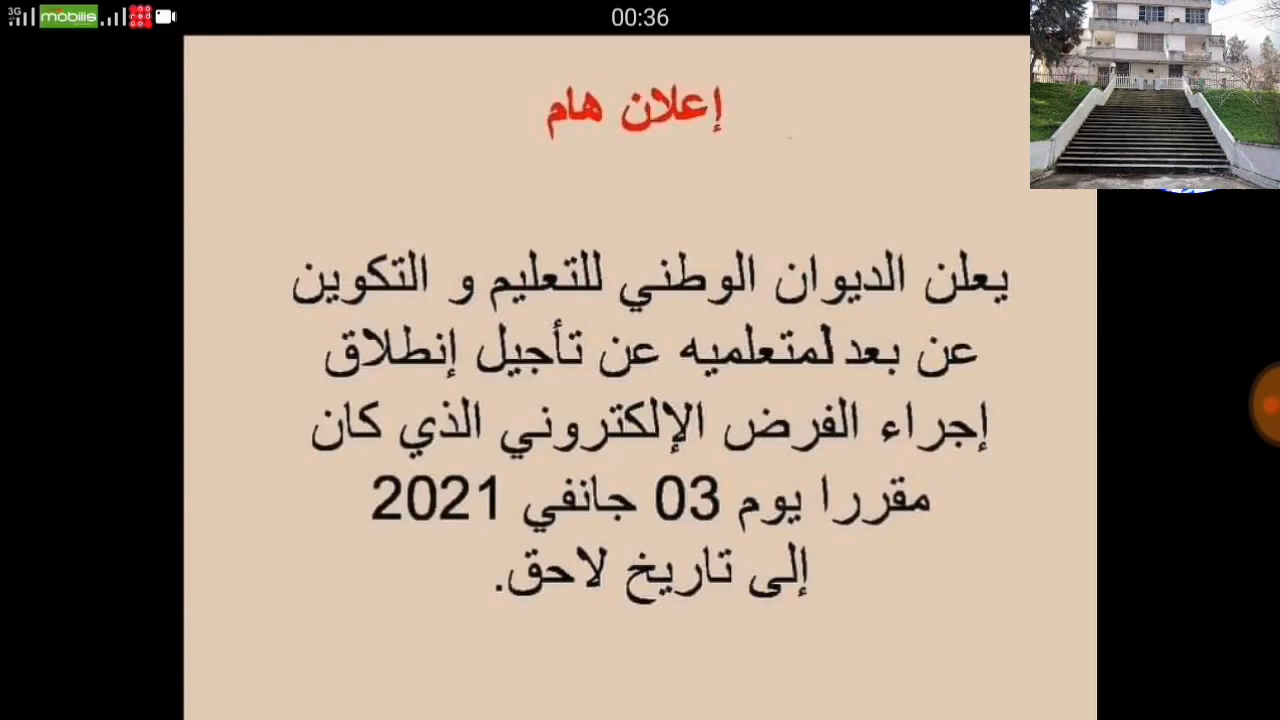 3G mobilis 00:36
إعلان هام
يعلن الديوان الوطني للتعليم و التكوين
عن بعد لمتعلميه عن تأجيل إنطلاق
إجراء الفرض الإلكتروني الذي كان
مقررا يوم 03 جانفي 2021
إلى تاريخ لاحق.